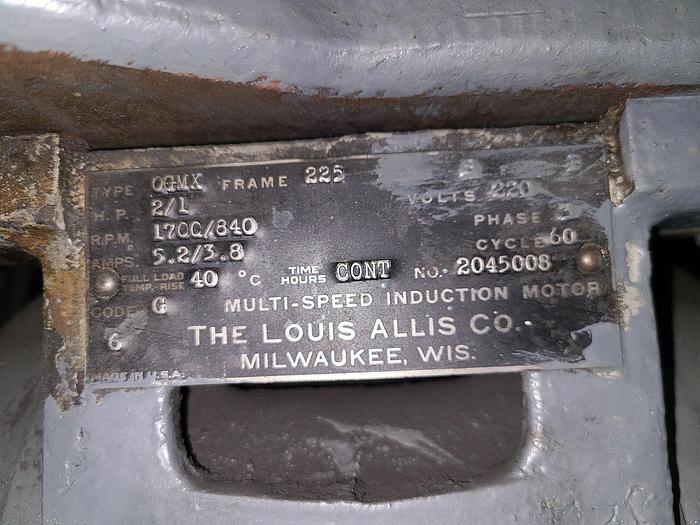 TYPE OGMX FRAME 225
VOLTS 220
H.P. 2/1
PHASE 3
R.P.M. 1700/840
CYCLE 60
AMPS. 5.2/3.8
FULL LOAD TEMP. RISE 40 °C TIME HOURS CONT NO. 2045008
CODE G MULTI-SPEED INDUCTION MOTOR
6 THE LOUIS ALLIS CO.
MILWAUKEE, WIS.
MADE IN U.S.A.